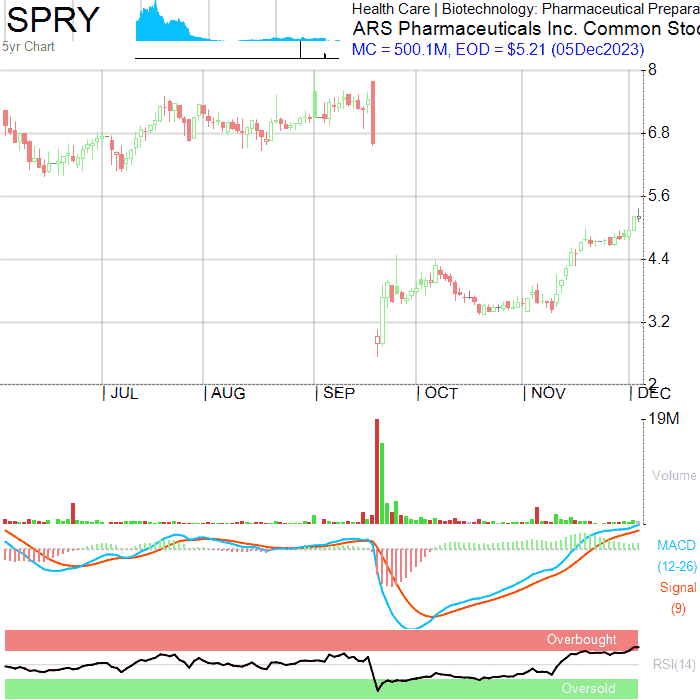 SPRY
5yr Chart
Health Care | Biotechnology: Pharmaceutical Prepara
ARS Pharmaceuticals Inc. Common Stoc
MC = 500.1M, EOD = $5.21 (05Dec2023)
8
6.8
5.6
4.4
3.2
2
| JUL | AUG | SEP | OCT | NOV | DEC
19M
Volume
MACD
(12-26)
Signal
(9)
Overbought
RSI(14)
Oversold